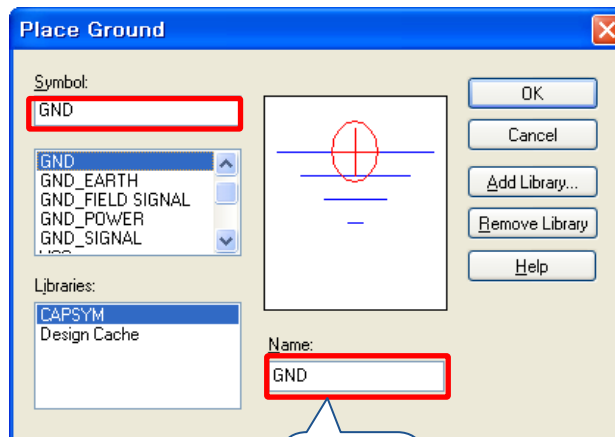 Place Ground
Symbol:
GND
GND
GND_EARTH
GND_FIELD SIGNAL
GND_POWER
GND_SIGNAL
Libraries:
CAPSYM
Design Cache
Name:
GND
OK
Cancel
Add Library...
Remove Library
Help